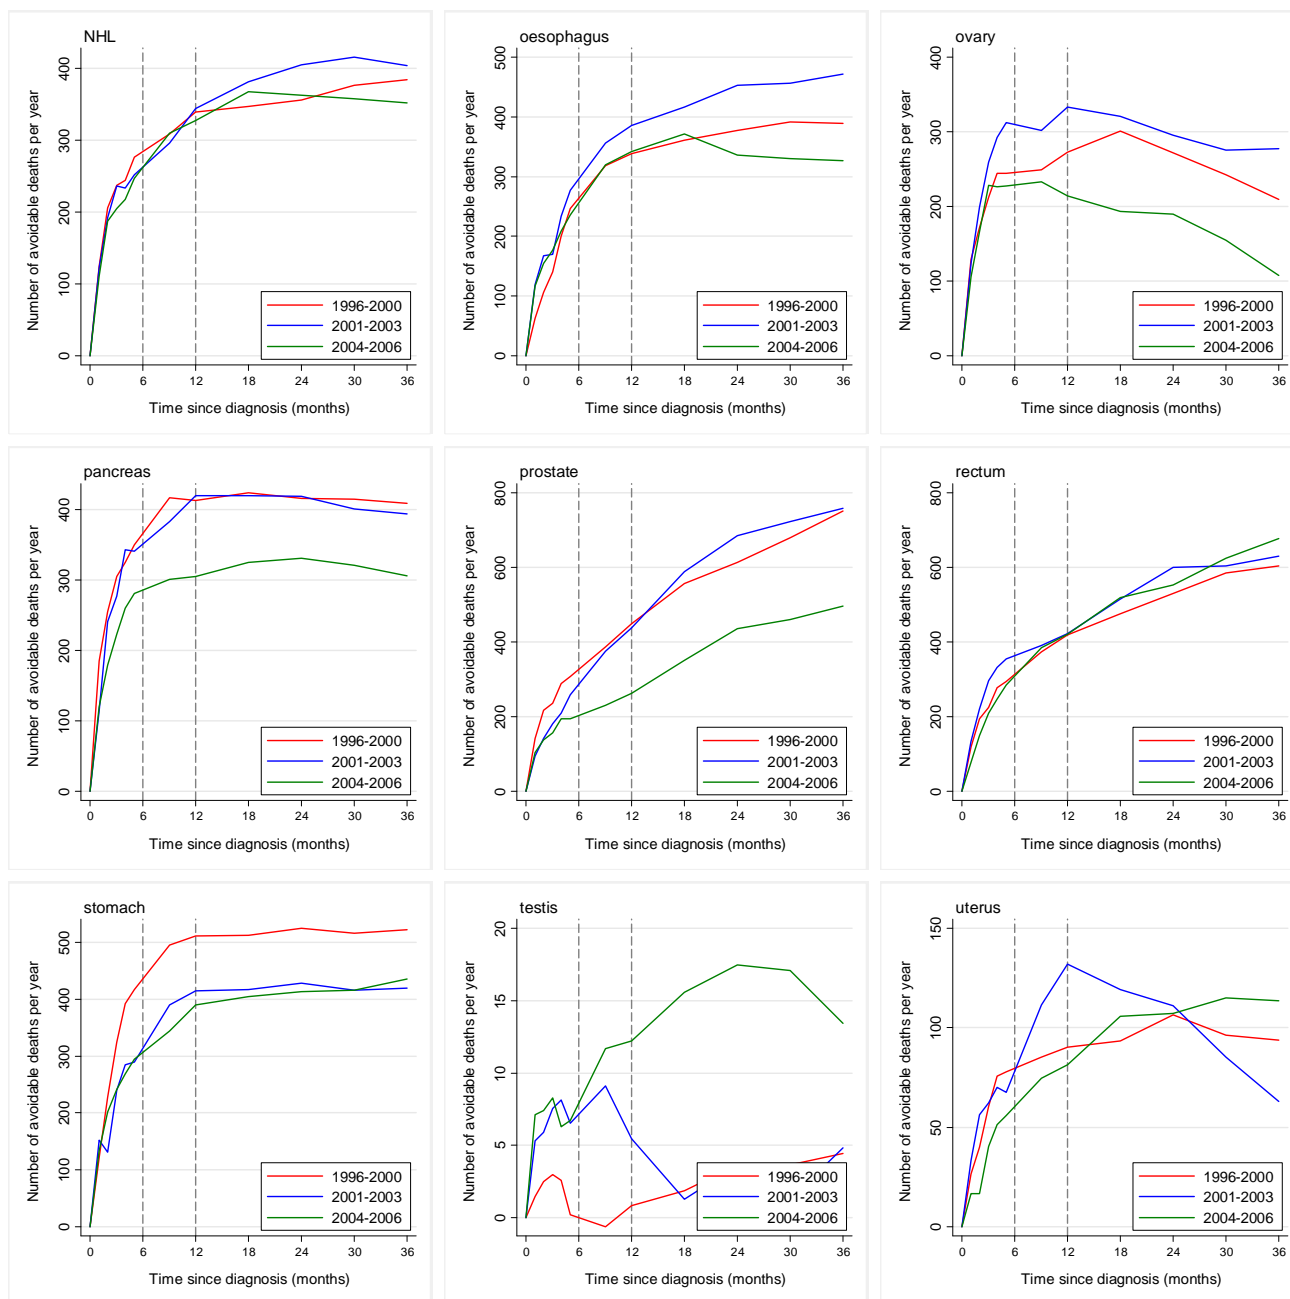 NHL
Number of avoidable deaths per year
400
300
200
100
0
1996-2000
2001-2003
2004-2006
0 6 12 18 24 30 36
Time since diagnosis (months)
oesophagus
Number of avoidable deaths per year
500
400
300
200
100
0
1996-2000
2001-2003
2004-2006
0 6 12 18 24 30 36
Time since diagnosis (months)
ovary
Number of avoidable deaths per year
400
300
200
100
0
1996-2000
2001-2003
2004-2006
0 6 12 18 24 30 36
Time since diagnosis (months)
pancreas
Number of avoidable deaths per year
400
300
200
100
0
1996-2000
2001-2003
2004-2006
0 6 12 18 24 30 36
Time since diagnosis (months)
prostate
Number of avoidable deaths per year
800
600
400
200
0
1996-2000
2001-2003
2004-2006
0 6 12 18 24 30 36
Time since diagnosis (months)
rectum
Number of avoidable deaths per year
800
600
400
200
0
1996-2000
2001-2003
2004-2006
0 6 12 18 24 30 36
Time since diagnosis (months)
stomach
Number of avoidable deaths per year
500
400
300
200
100
0
1996-2000
2001-2003
2004-2006
0 6 12 18 24 30 36
Time since diagnosis (months)
testis
Number of avoidable deaths per year
20
15
10
5
0
1996-2000
2001-2003
2004-2006
0 6 12 18 24 30 36
Time since diagnosis (months)
uterus
Number of avoidable deaths per year
150
100
50
0
1996-2000
2001-2003
2004-2006
0 6 12 18 24 30 36
Time since diagnosis (months)